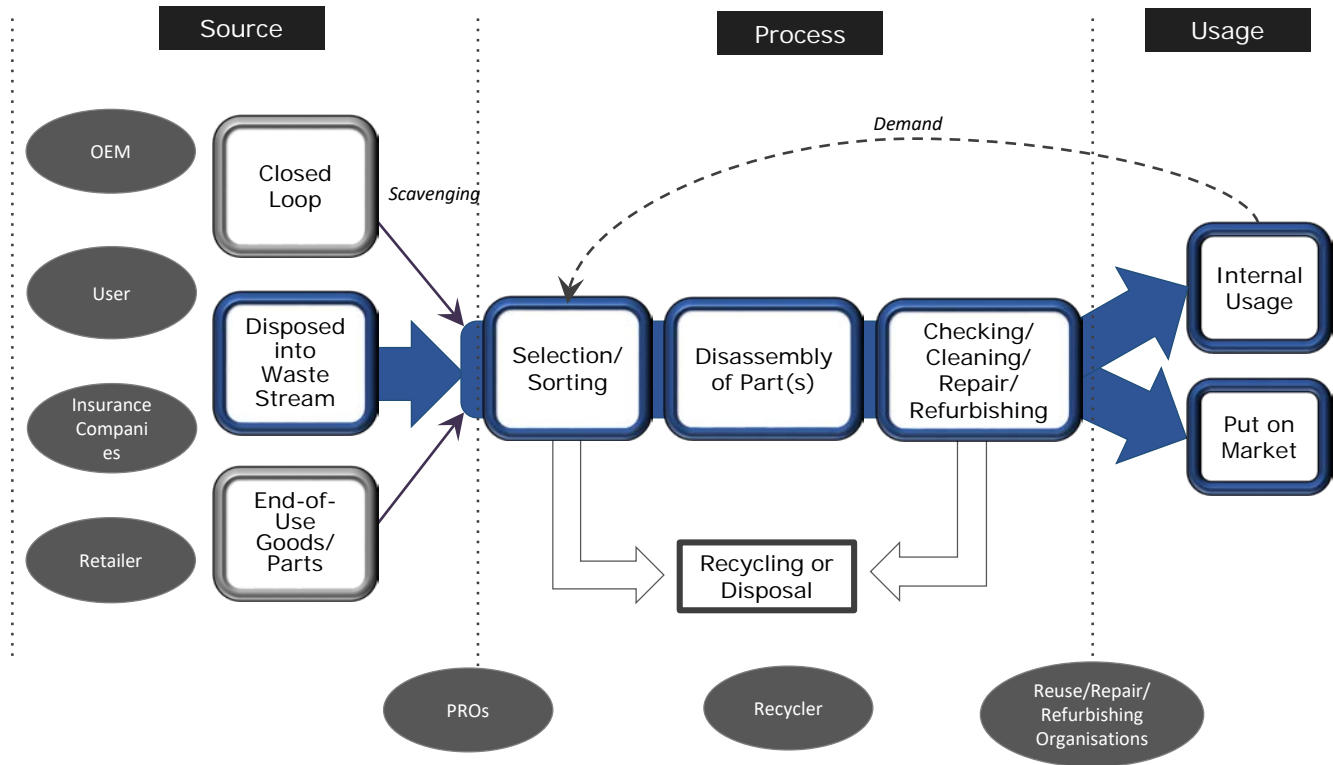 Source
Process
Usage
OEM
User
Insurance
Compani
es
Retailer
Closed
Loop
Scavenging
Disposed
into
Waste
Stream
End-of-
Use
Goods/
Parts
Demand
Selection/
Sorting
Disassembly
of Part(s)
Checking/
Cleaning/
Repair/
Refurbishing
Internal
Usage
Put on
Market
Recycling or
Disposal
PROs
Recycler
Reuse/Repair/
Refurbishing
Organisations